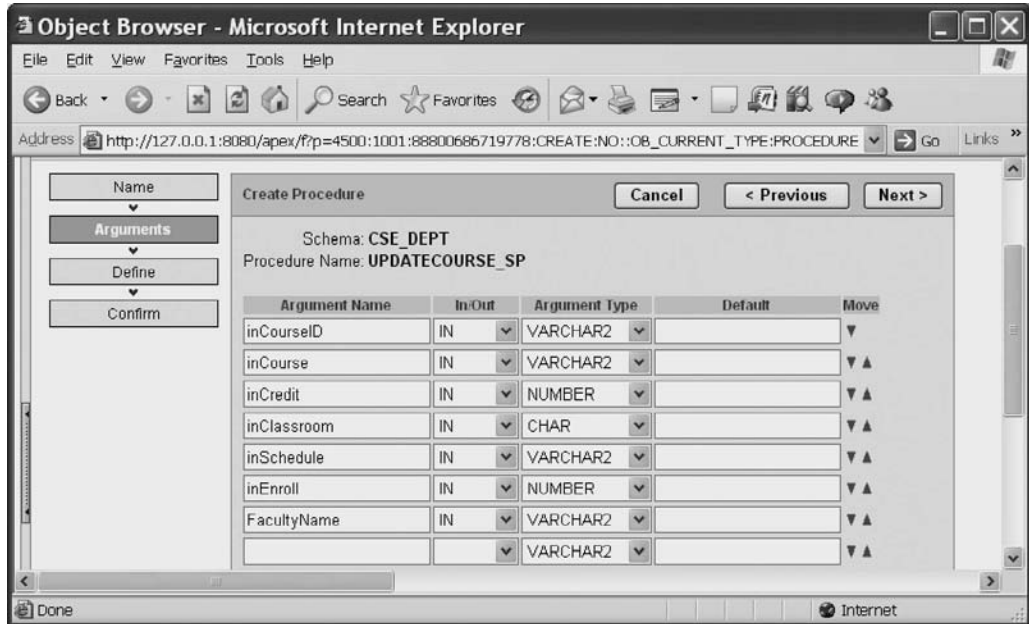 Object Browser - Microsoft Internet Explorer
File Edit View Favorites Tools Help
Back Search Favorites
Address http://127.0.0.1:8080/apex/f?p=4500:1001:88800686719778:CREATE:NO::OB_CURRENT_TYPE:PROCEDURE Go Links »
Name
Arguments
Define
Confirm
Create Procedure Cancel < Previous Next >
Schema: CSE_DEPT
Procedure Name: UPDATECOURSE_SP
Argument Name In/Out Argument Type Default Move
inCourseID IN VARCHAR2
inCourse IN VARCHAR2
inCredit IN NUMBER
inClassroom IN CHAR
inSchedule IN VARCHAR2
inEnroll IN NUMBER
FacultyName IN VARCHAR2
VARCHAR2
Done Internet